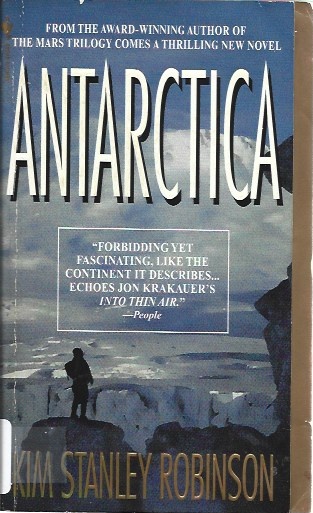 FROM THE AWARD-WINNING AUTHOR OF
THE MARS TRILOGY COMES A THRILLING NEW NOVEL
ANTARCTICA
"FORBIDDING YET
FASCINATING, LIKE THE
CONTINENT IT DESCRIBES...
ECHOES JON KRAKAUER'S
INTO THIN AIR."
—People
KIM STANLEY ROBINSON